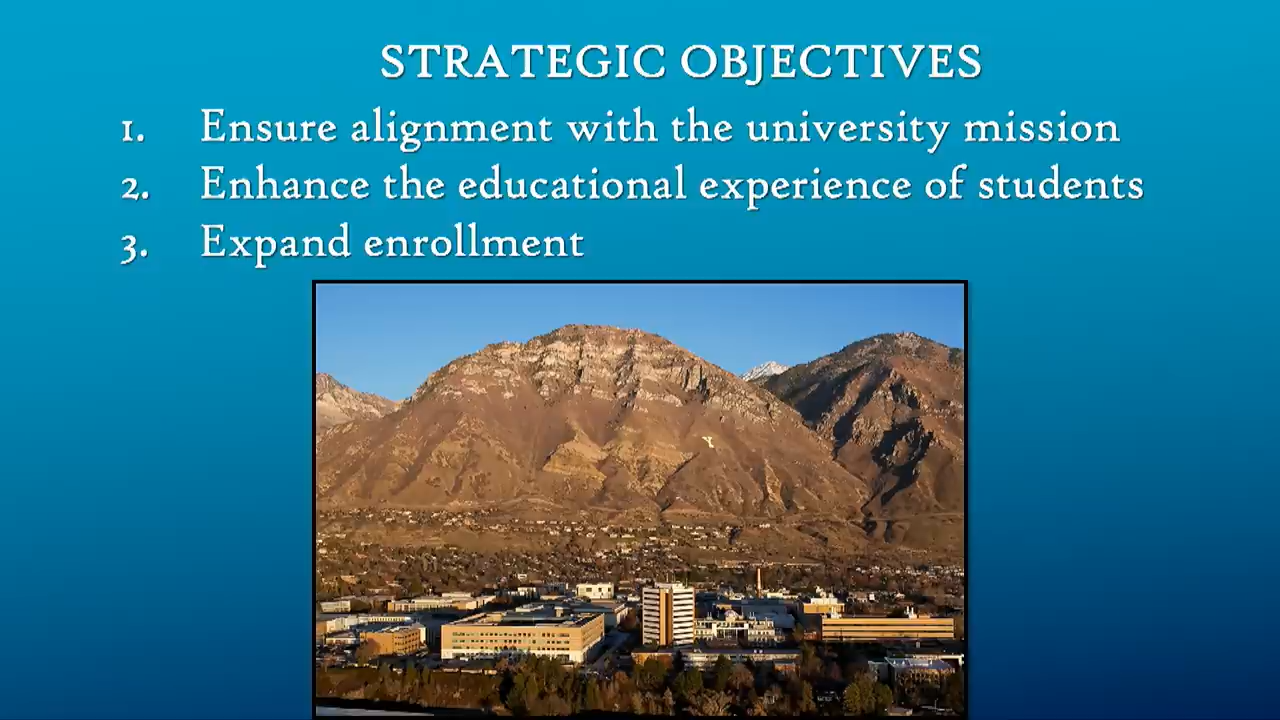 STRATEGIC OBJECTIVES
1. Ensure alignment with the university mission
2. Enhance the educational experience of students
3. Expand enrollment
Y